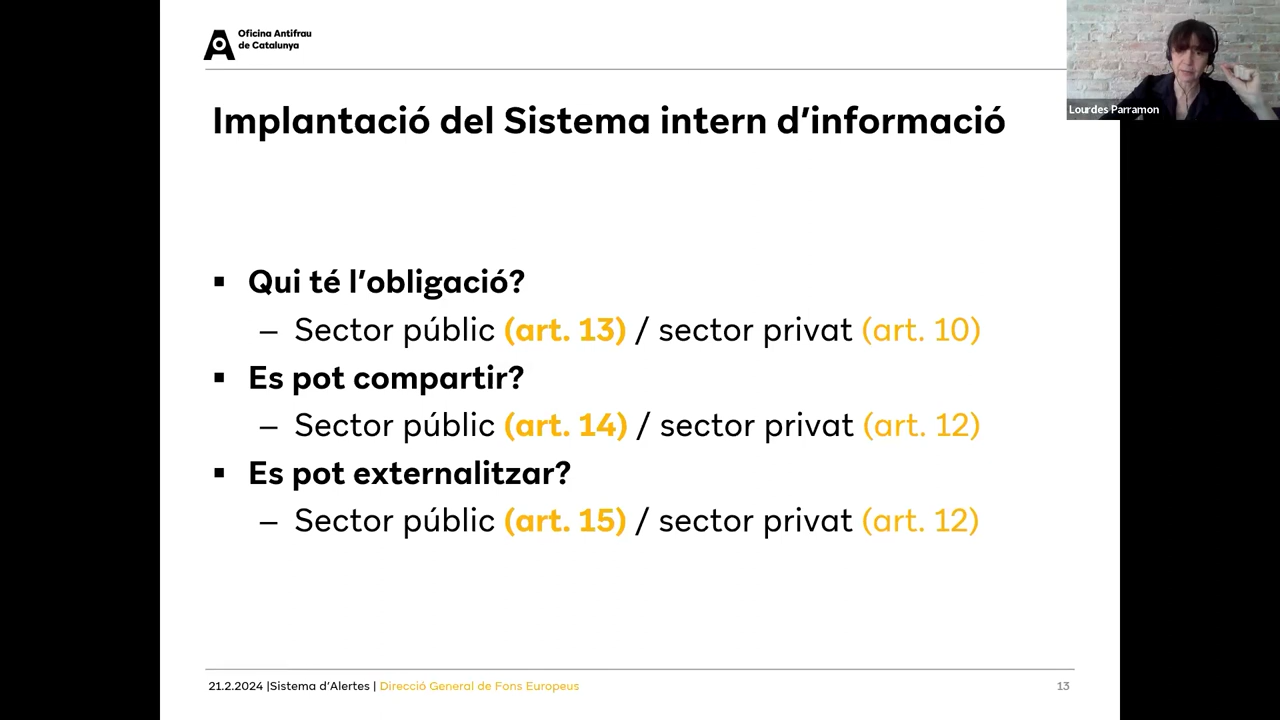 Oficina Antifrau
de Catalunya
Lourdes Parramon
Implantació del Sistema intern d’informació
▪ Qui té l’obligació?
– Sector públic (art. 13) / sector privat (art. 10)
▪ Es pot compartir?
– Sector públic (art. 14) / sector privat (art. 12)
▪ Es pot externalitzar?
– Sector públic (art. 15) / sector privat (art. 12)
21.2.2024 |Sistema d’Alertes | Direcció General de Fons Europeus
13